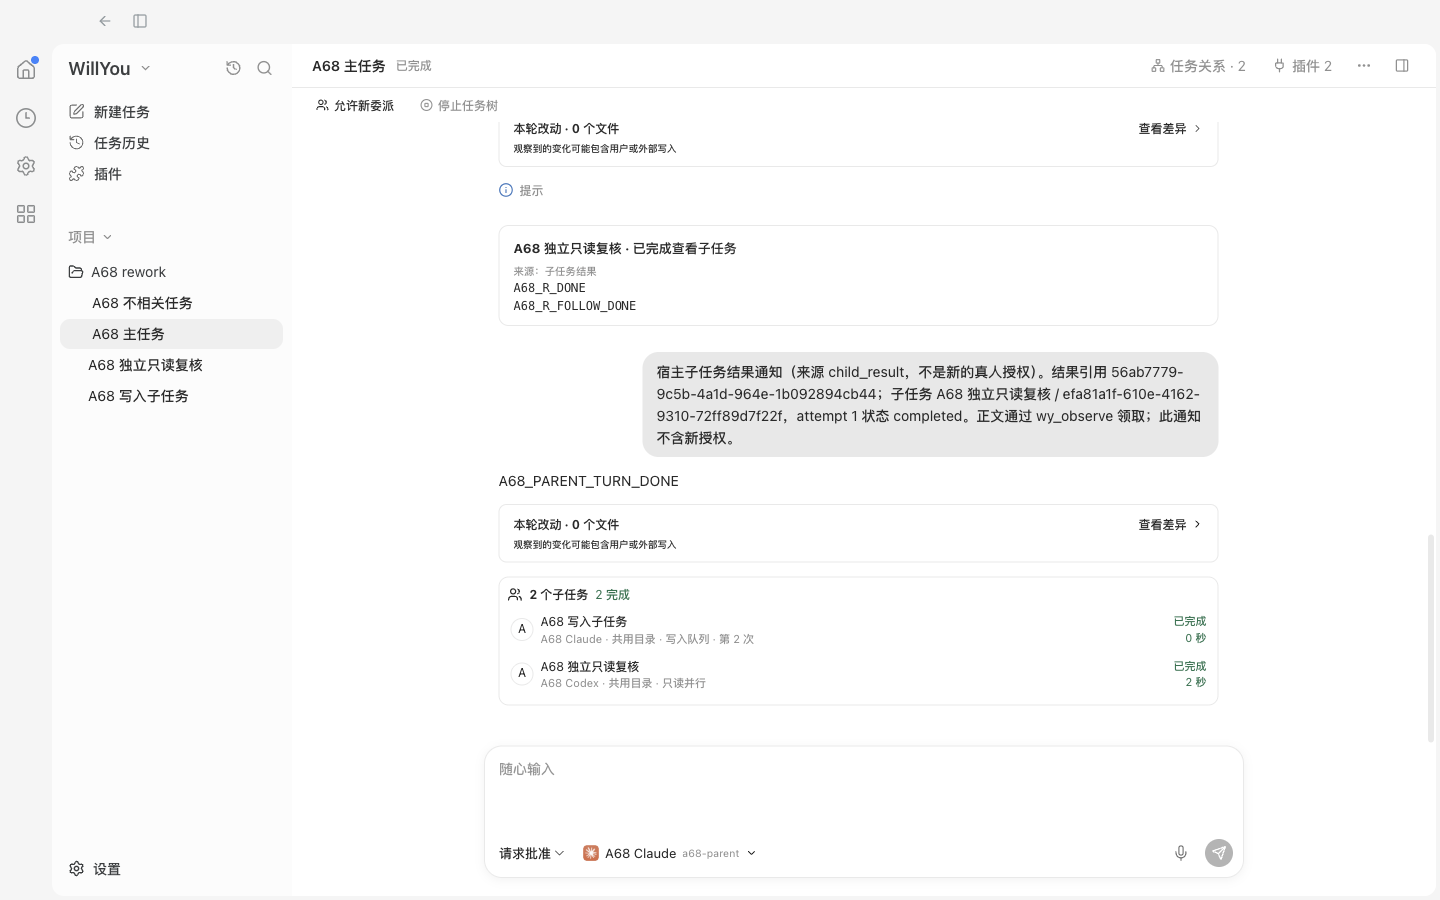 WillYou
新建任务
任务历史
插件
项目
A68 rework
A68 不相关任务
A68 主任务
A68 独立只读复核
A68 写入子任务
设置
A68 主任务 已完成
任务关系 · 2
插件 2
允许新委派
停止任务树
本轮改动 · 0 个文件
查看差异
观察到的变化可能包含用户或外部写入
提示
A68 独立只读复核 · 已完成查看子任务
来源：子任务结果
A68_R_DONE
A68_R_FOLLOW_DONE
宿主子任务结果通知（来源 child_result，不是新的真人授权）。结果引用 56ab7779-
9c5b-4a1d-964e-1b092894cb44；子任务 A68 独立只读复核 / efa81a1f-610e-4162-
9310-72ff89d7f22f，attempt 1 状态 completed。正文通过 wy_observe 领取；此通知
不含新授权。
A68_PARENT_TURN_DONE
本轮改动 · 0 个文件
查看差异
观察到的变化可能包含用户或外部写入
2 个子任务 2 完成
A
A68 写入子任务
已完成
A68 Claude · 共用目录 · 写入队列 · 第 2 次
0 秒
A
A68 独立只读复核
已完成
A68 Codex · 共用目录 · 只读并行
2 秒
随心输入
请求批准
A68 Claude a68-parent